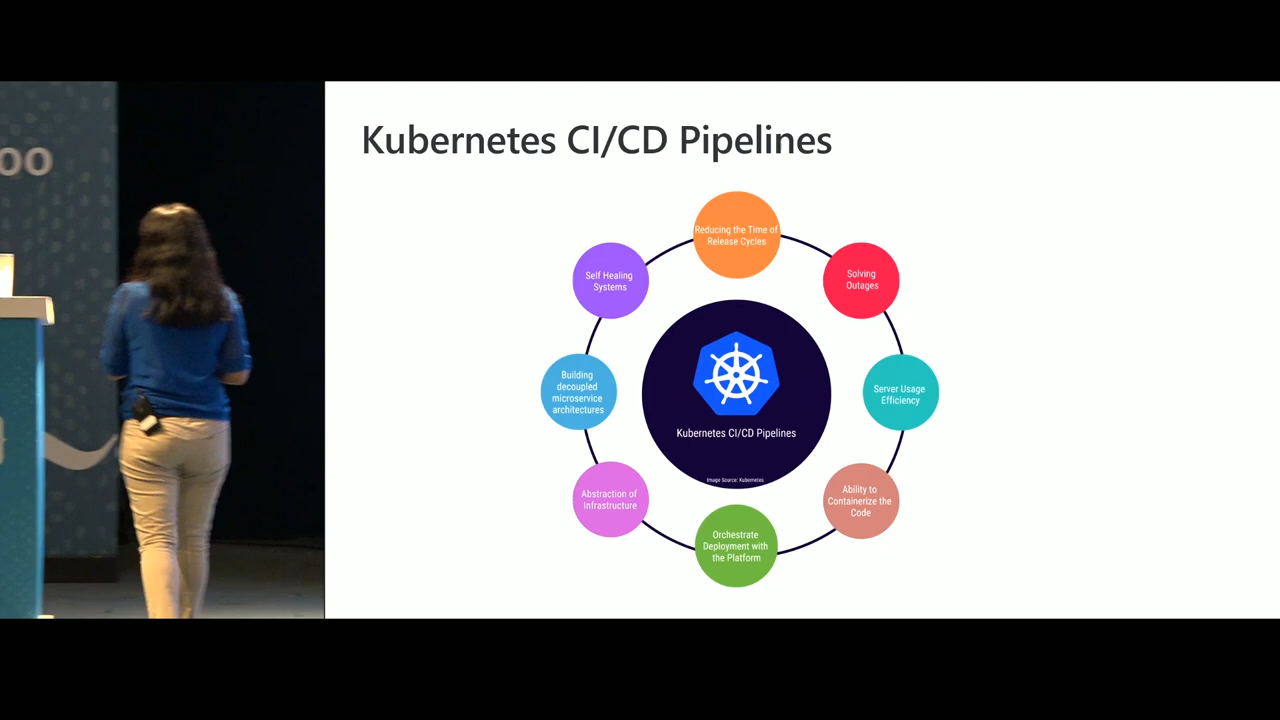 oo
Kubernetes CI/CD Pipelines
Reducing the Time of
Release Cycles
Solving
Outages
Server Usage
Efficiency
Ability to
Containerize the
Code
Orchestrate
Deployment with
the Platform
Abstraction of
Infrastructure
Building
decoupled
microservice
architectures
Self Healing
Systems
Kubernetes CI/CD Pipelines
Image Source: Kubernetes